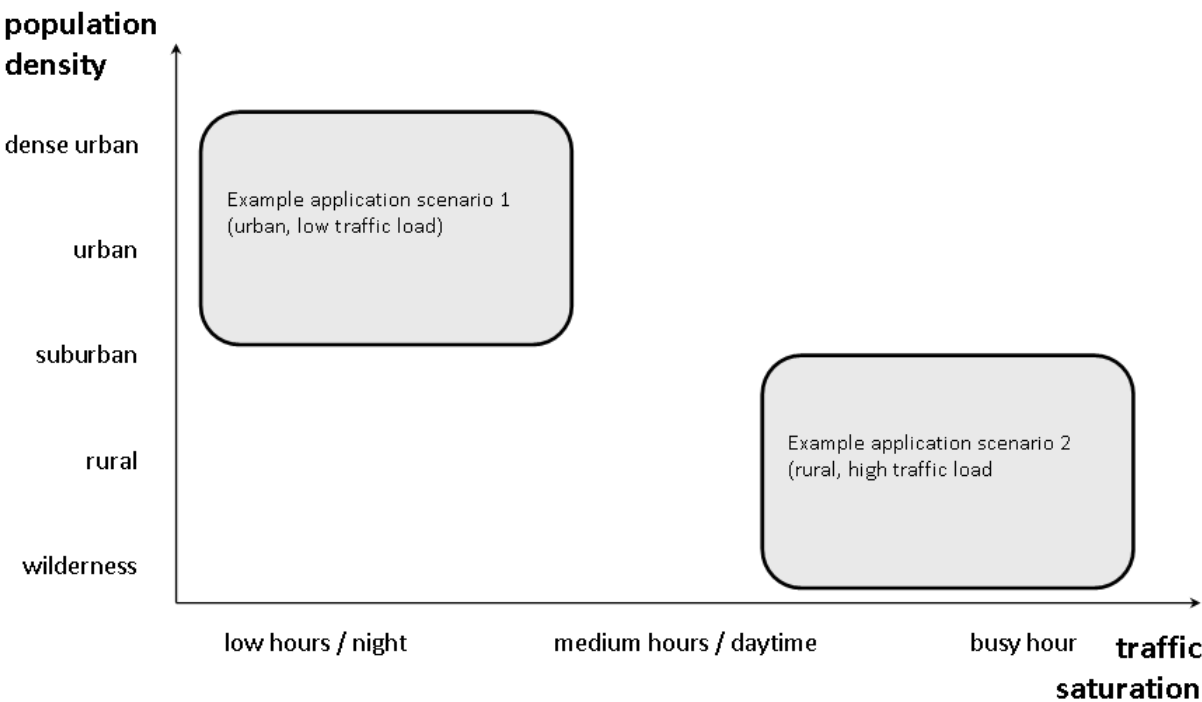 population
density
dense urban
Example application scenario 1
(urban, low traffic load)
urban
suburban
Example application scenario 2
(rural, high traffic load
rural
wilderness
low hours / night
medium hours / daytime
busy hour
traffic
saturation